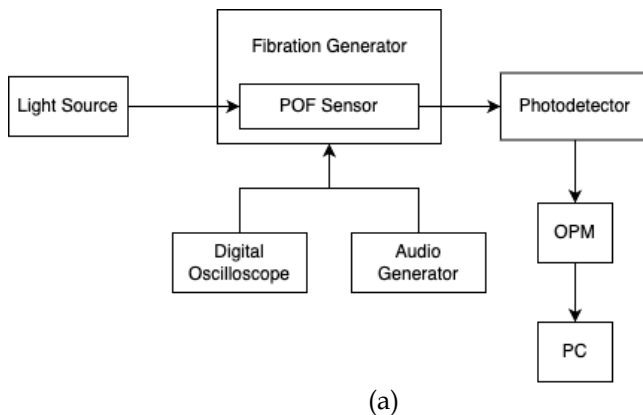 Fibration Generator
Light Source
POF Sensor
Photodetector
Digital
Oscilloscope
Audio
Generator
OPM
PC
(a)